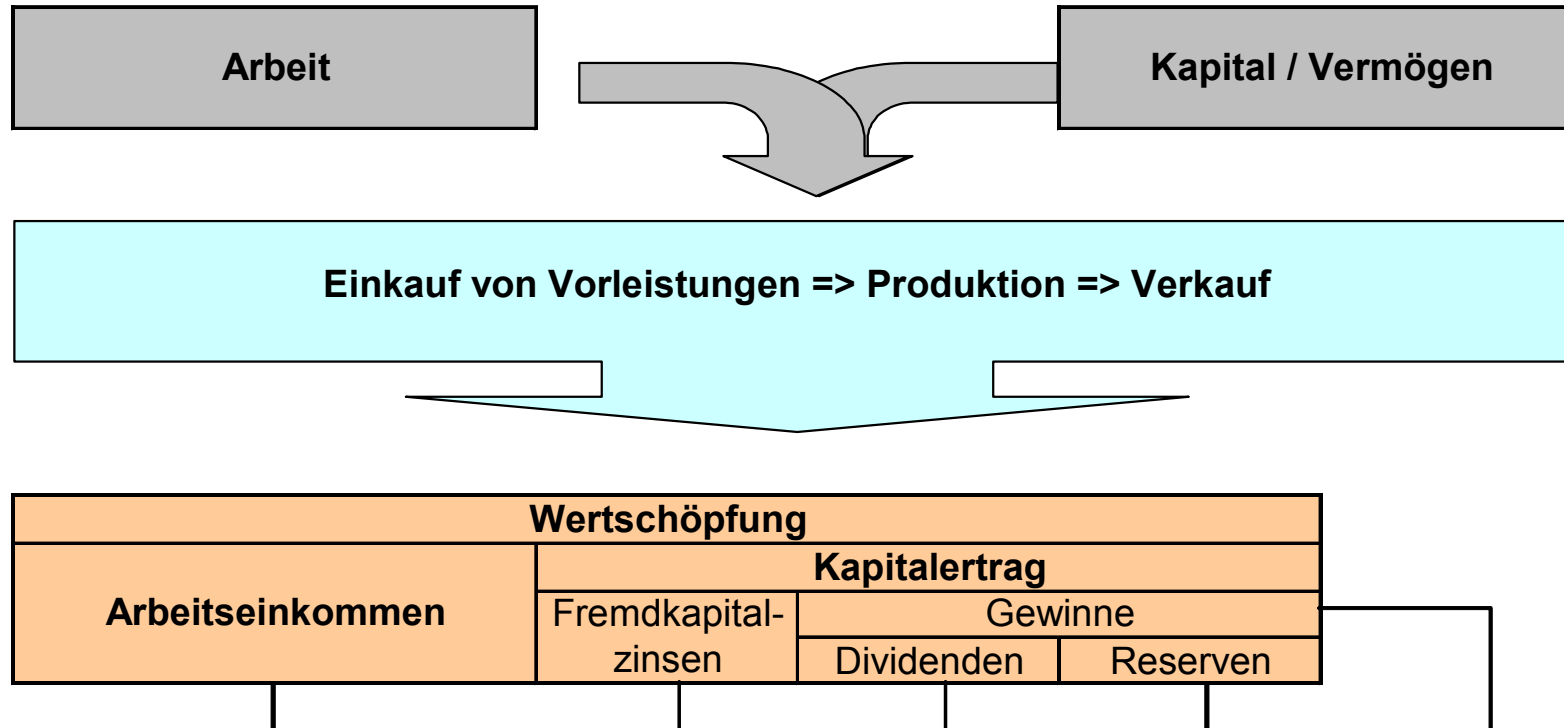 Arbeit
Kapital / Vermögen
Einkauf von Vorleistungen => Produktion => Verkauf
Wertschöpfung
Arbeitseinkommen
Kapitalertrag
Fremdkapital-
zinsen
Gewinne
Dividenden
Reserven